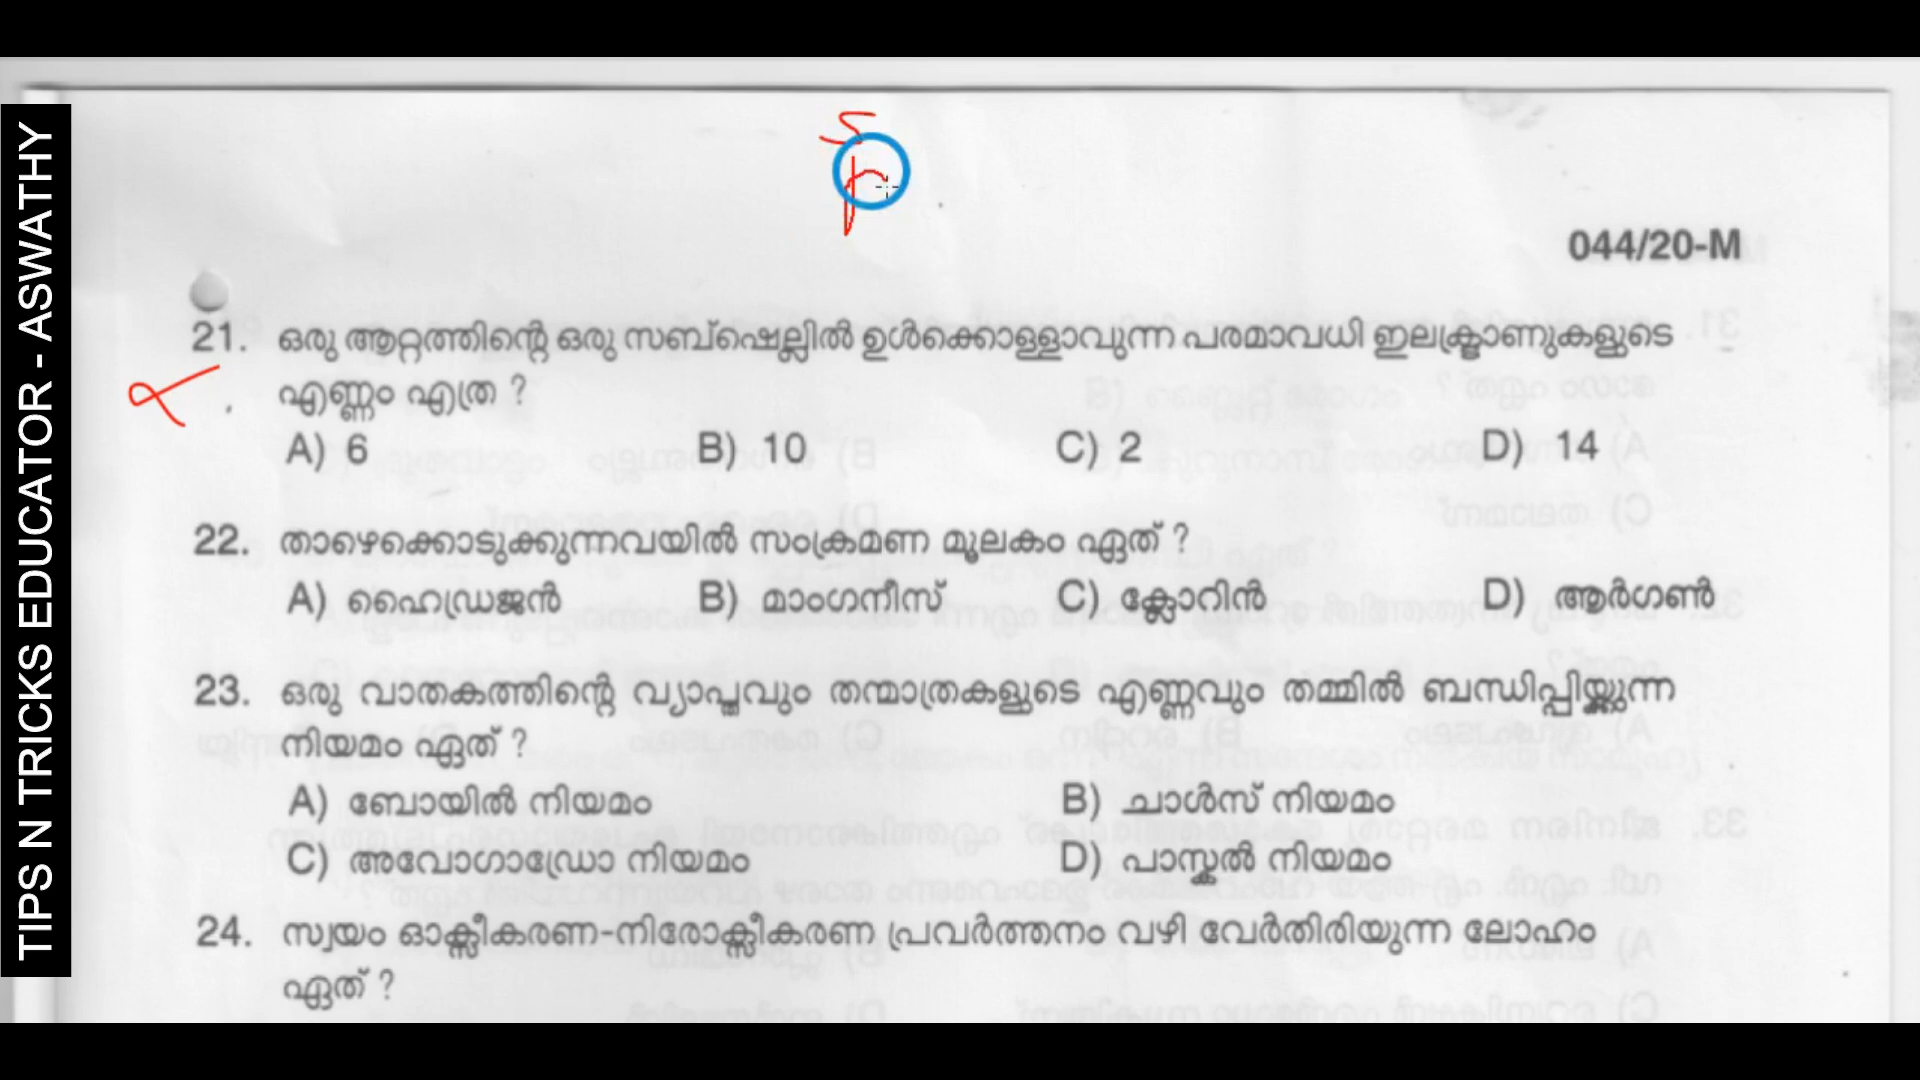 TIPS N TRICKS EDUCATOR - ASWATHY
s
p
044/20-M
21. ഒരു ആറ്റത്തിന്റെ ഒരു സബ്ഷെല്ലിൽ ഉൾക്കൊള്ളാവുന്ന പരമാവധി ഇലക്ട്രോണുകളുടെ
എണ്ണം എത്ര ?
A) 6 B) 10 C) 2 D) 14
22. താഴെക്കൊടുക്കുന്നവയിൽ സംക്രമണ മൂലകം ഏത് ?
A) ഹൈഡ്രജൻ B) മാംഗനീസ് C) ക്ലോറിൻ D) ആർഗൺ
23. ഒരു വാതകത്തിന്റെ വ്യാപ്തവും തന്മാത്രകളുടെ എണ്ണവും തമ്മിൽ ബന്ധിപ്പിയ്ക്കുന്ന
നിയമം ഏത് ?
A) ബോയിൽ നിയമം B) ചാൾസ് നിയമം
C) അവോഗാഡ്രോ നിയമം D) പാസ്കൽ നിയമം
24. സ്വയം ഓക്സീകരണ-നിരോക്സീകരണ പ്രവർത്തനം വഴി വേർതിരിയുന്ന ലോഹം
ഏത് ?